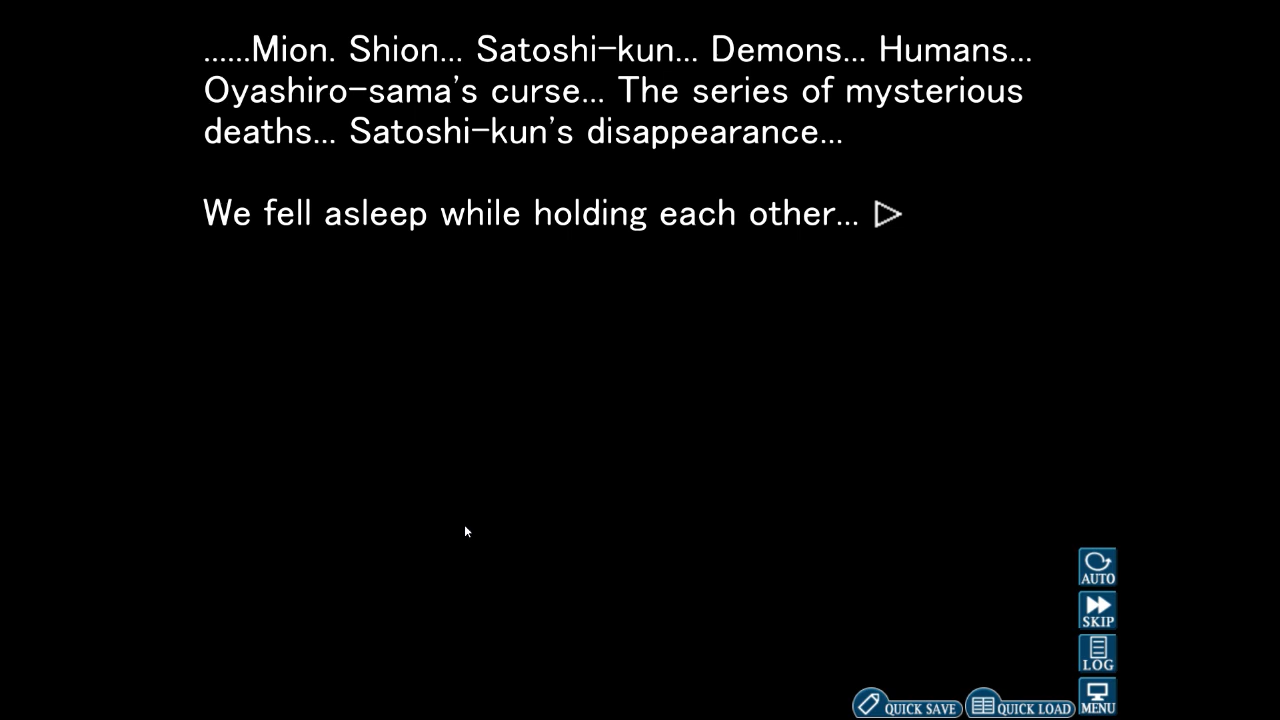 ......Mion. Shion... Satoshi-kun... Demons... Humans...
Oyashiro-sama's curse... The series of mysterious
deaths... Satoshi-kun's disappearance...
We fell asleep while holding each other...
AUTO
SKIP
LOG
QUICK SAVE
QUICK LOAD
MENU